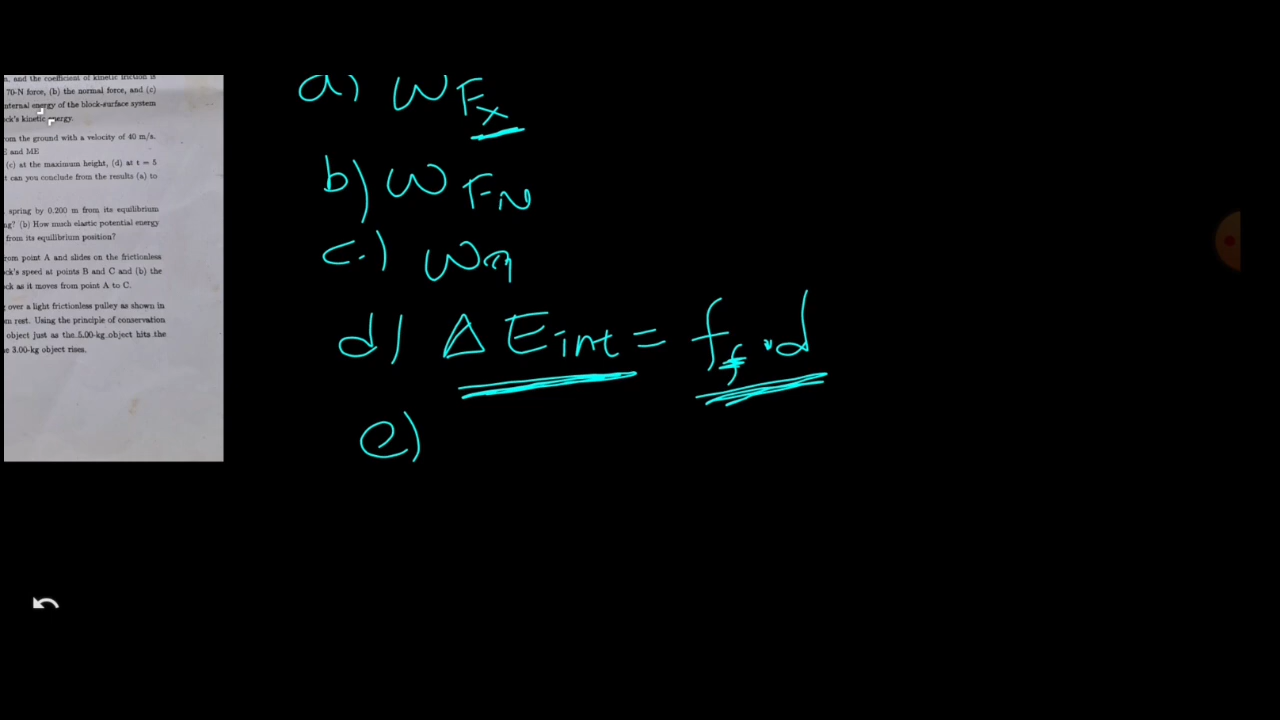 n, and the coefficient of kinetic friction is
70-N force, (b) the normal force, and (c)
nternal energy of the block-surface system
ck's kinetic energy.
om the ground with a velocity of 40 m/s.
E and ME
(c) at the maximum height, (d) at t = 5
t can you conclude from the results (a) to
spring by 0.200 m from its equilibrium
ng? (b) How much elastic potential energy
from its equilibrium position?
rom point A and slides on the frictionless
ck's speed at points B and C and (b) the
ck as it moves from point A to C.
over a light frictionless pulley as shown in
m rest. Using the principle of conservation
object just as the 5.00-kg object hits the
e 3.00-kg object rises.
a) W Fx
b) W FN
c.) W
d) Δ Eint = ff . d
e)